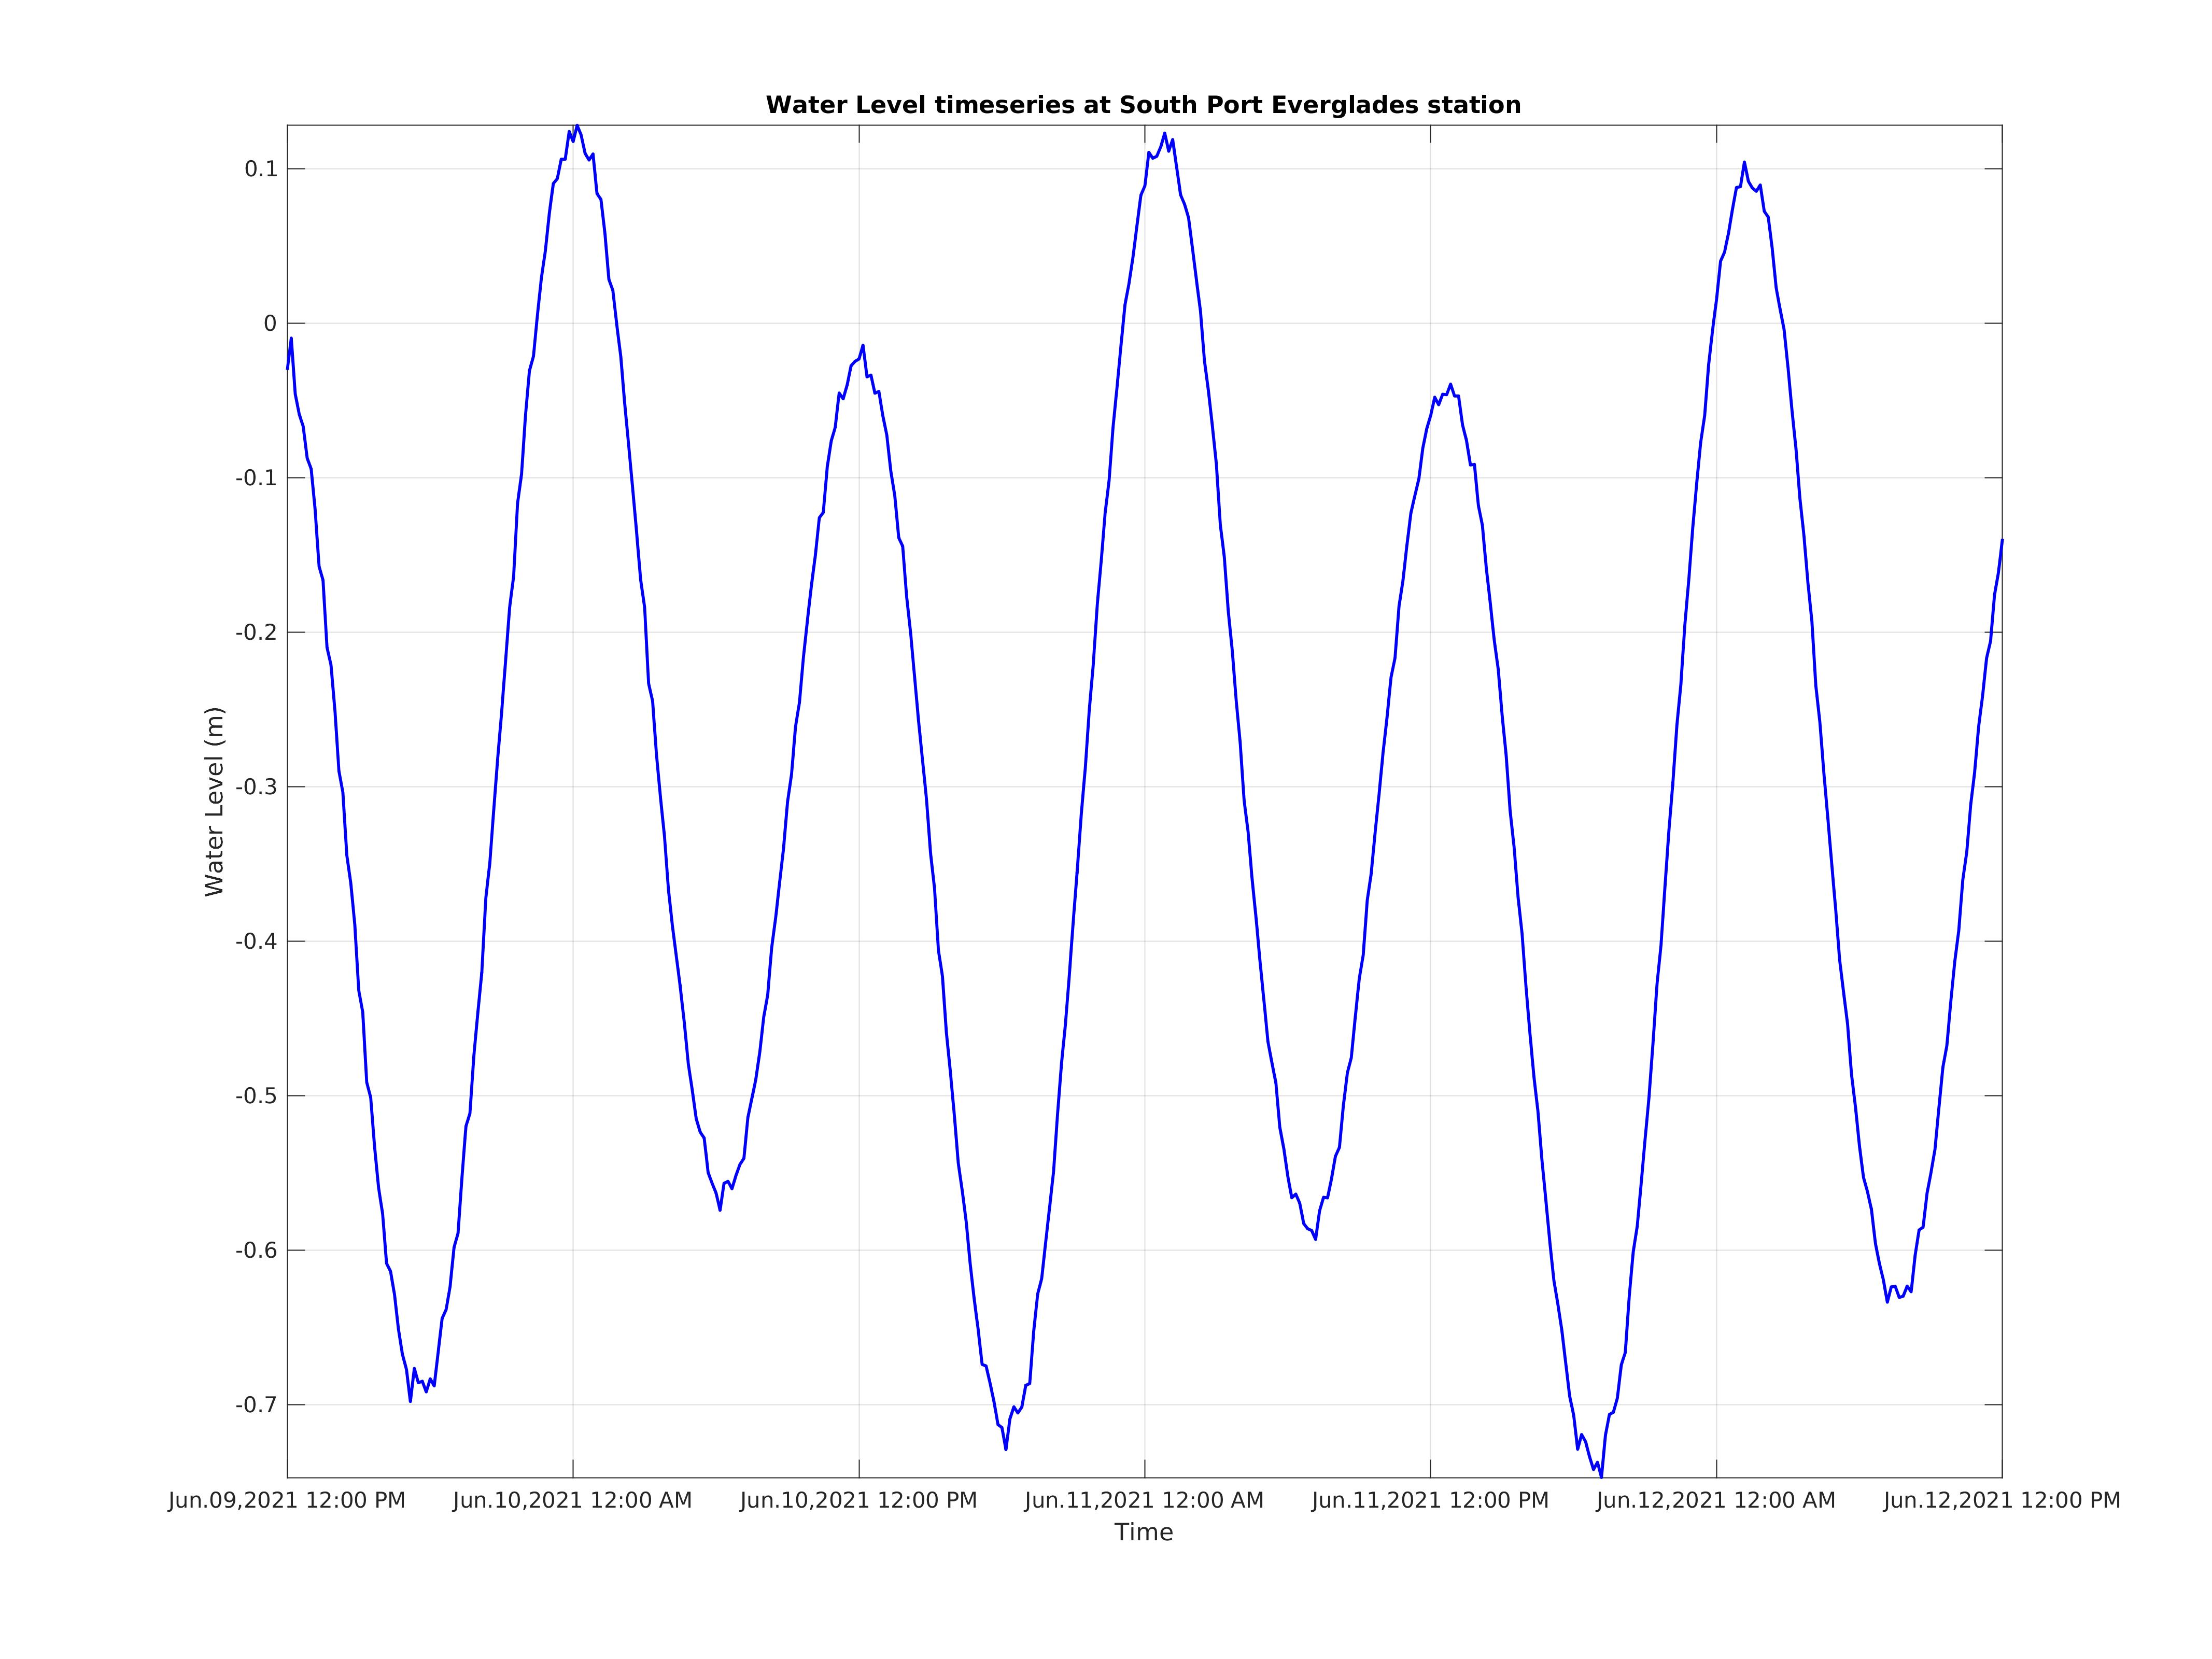 Water Level timeseries at South Port Everglades station
0.1
0
-0.1
-0.2
-0.3
-0.4
-0.5
-0.6
-0.7
Water Level (m)
Jun.09,2021 12:00 PM
Jun.10,2021 12:00 AM
Jun.10,2021 12:00 PM
Jun.11,2021 12:00 AM
Jun.11,2021 12:00 PM
Jun.12,2021 12:00 AM
Jun.12,2021 12:00 PM
Time